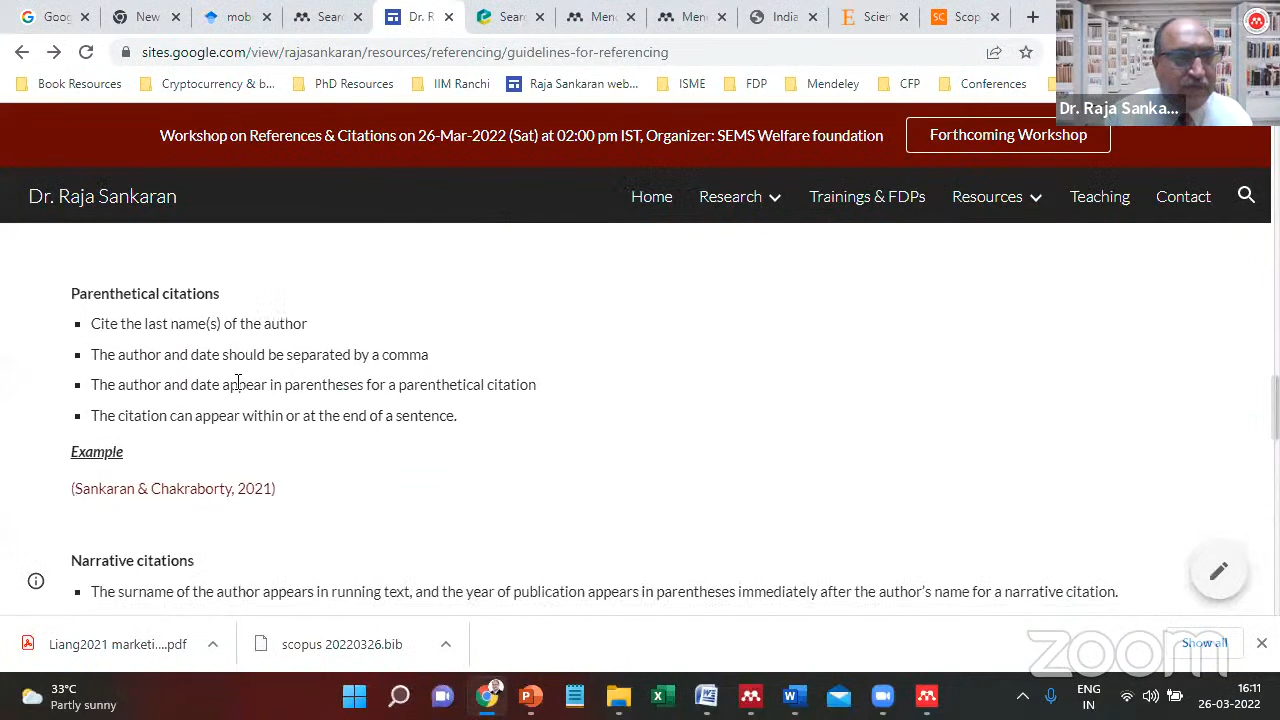 Goog
New
mob
Searc
Dr. R
Searc
Menc
Men
India
Scien
SC Scop
sites.google.com/view/rajasankaran/resources/referencing/guidelines-for-referencing
Book Resources Cryptocurrency & b... PhD Resources IIM Ranchi Raja Sankaran web... ISME FDP Mendeley CFP Conferences
Dr. Raja Sanka...
Workshop on References & Citations on 26-Mar-2022 (Sat) at 02:00 pm IST, Organizer: SEMS Welfare foundation Forthcoming Workshop
Dr. Raja Sankaran Home Research Trainings & FDPs Resources Teaching Contact
Parenthetical citations
Cite the last name(s) of the author
The author and date should be separated by a comma
The author and date appear in parentheses for a parenthetical citation
The citation can appear within or at the end of a sentence.
Example
(Sankaran & Chakraborty, 2021)
Narrative citations
The surname of the author appears in running text, and the year of publication appears in parentheses immediately after the author's name for a narrative citation.
Liang2021 marketi....pdf scopus 20220326.bib Show all
zoom
33°C
Partly sunny
ENG
IN
16:11
26-03-2022